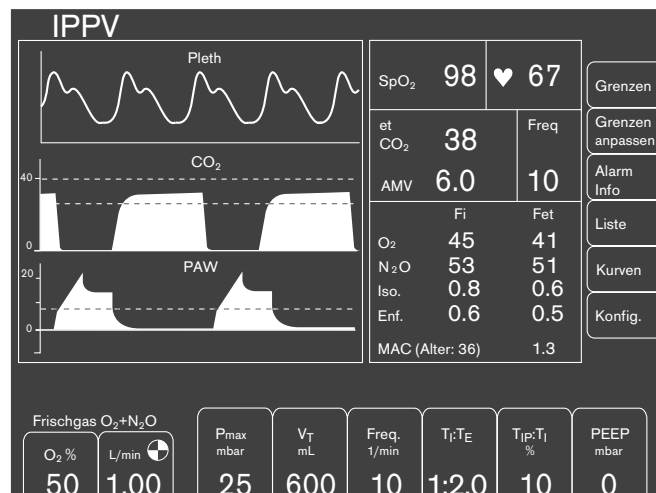 IPPV
Pleth
CO₂
40
0
PAW
20
0
SpO₂ 98 ♥ 67
et CO₂ 38 Freq
AMV 6.0 10
Fi Fet
O₂ 45 41
N₂O 53 51
Iso. 0.8 0.6
Enf. 0.6 0.5
MAC (Alter: 36) 1.3
Grenzen
Grenzen
anpassen
Alarm
Info
Liste
Kurven
Konfig.
Frischgas O₂+N₂O
O₂ % L/min
50 1.00
Pmax VT Freq. TI:TE TIP:TI PEEP
mbar mL 1/min % mbar
25 600 10 1:2.0 10 0